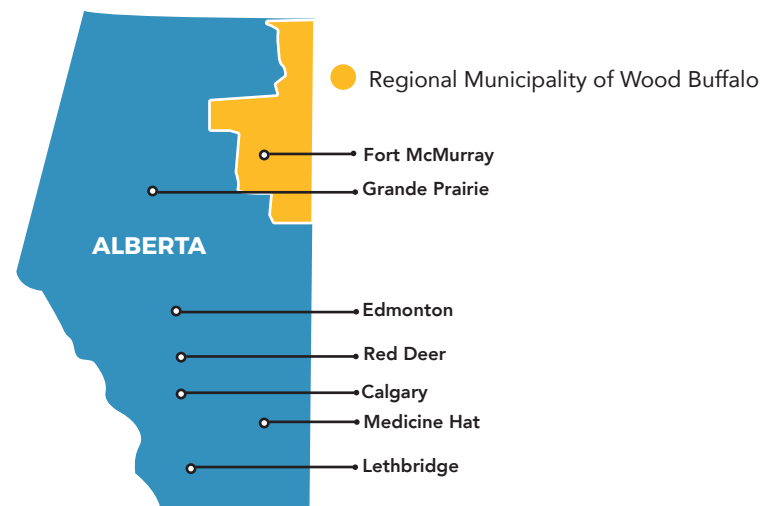 Regional Municipality of Wood Buffalo
Fort McMurray
Grande Prairie
ALBERTA
Edmonton
Red Deer
Calgary
Medicine Hat
Lethbridge